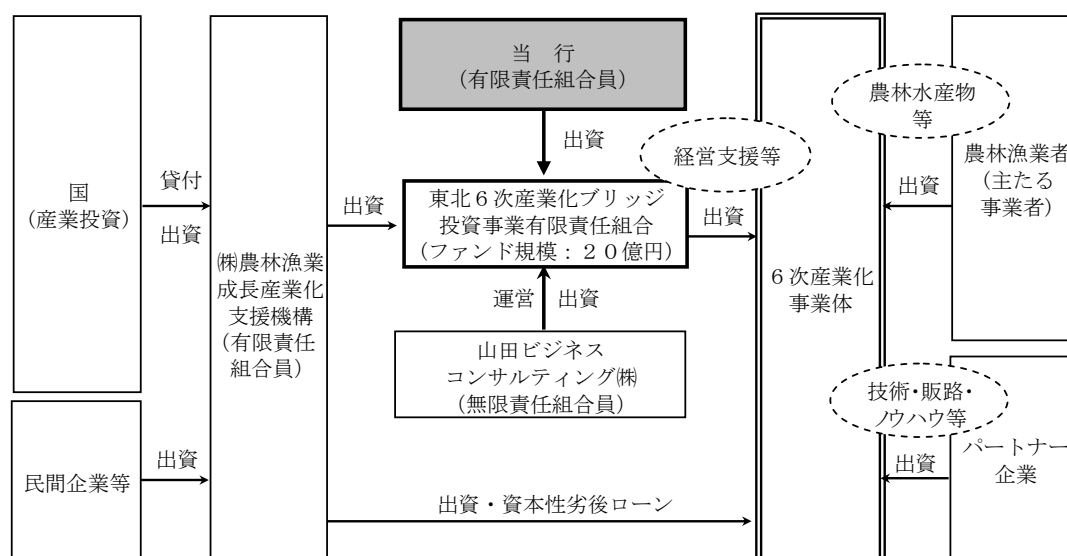 国
(産業投資)
民間企業等
貸付
出資
出資
㈱農林漁業
成長産業化
支援機構
(有限責任
組合員)
出資
当 行
(有限責任組合員)
出資
東北6次産業化ブリッジ
投資事業有限責任組合
(ファンド規模:20億円)
運営 出資
山田ビジネス
コンサルティング㈱
(無限責任組合員)
出資・資本性劣後ローン
経営支援等
出資
6次産業化
事業体
農林水産物
等
出資
農林漁業者
(主たる
事業者)
技術・販路・
ノウハウ等
出資
パートナー
企業